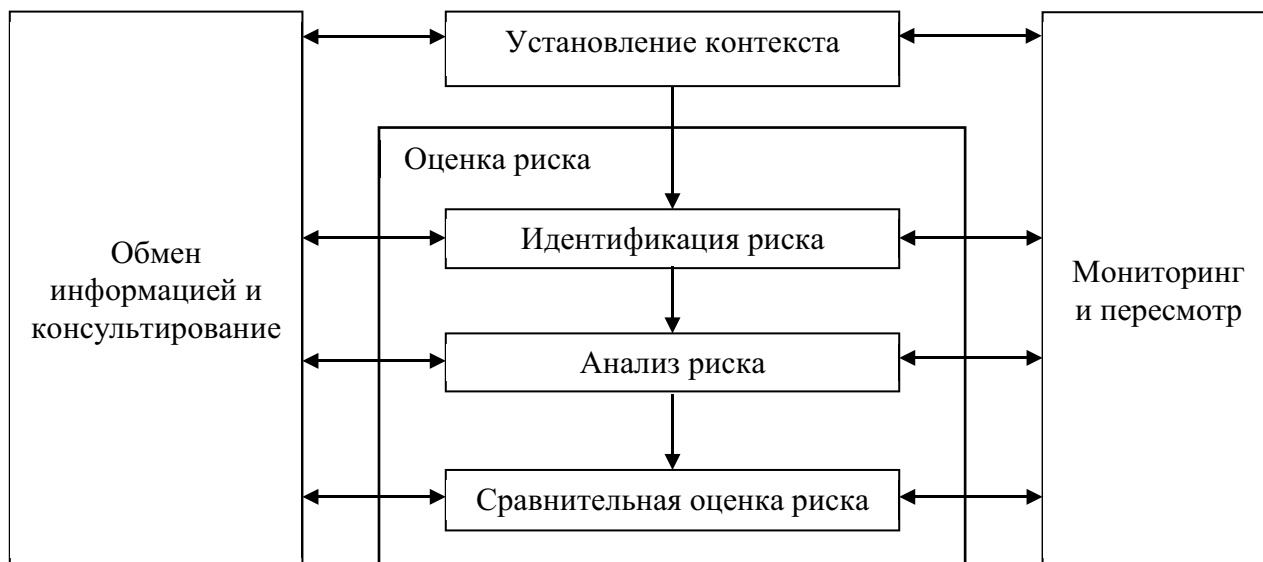 Установление контекста
Оценка риска
Идентификация риска
Обмен
информацией и
консультирование
Мониторинг
и пересмотр
Анализ риска
Сравнительная оценка риска